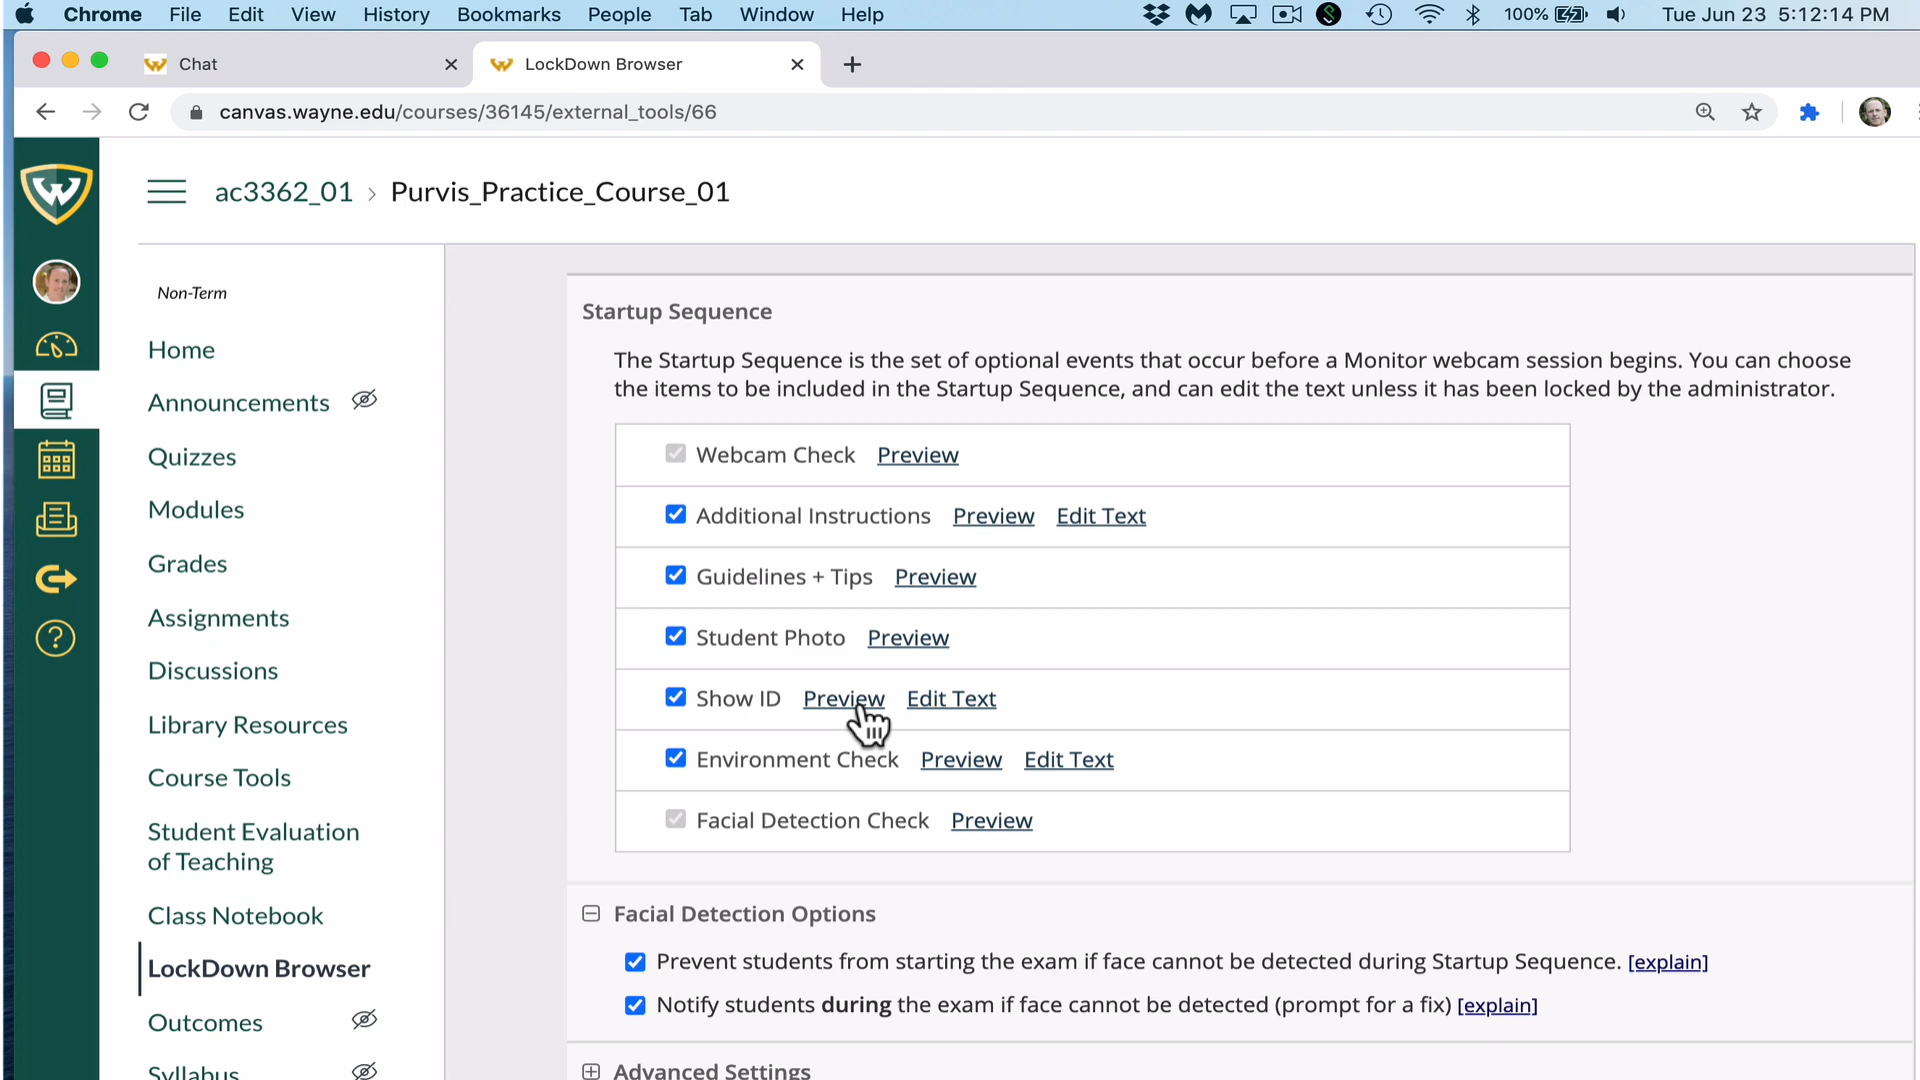 Chrome File Edit View History Bookmarks People Tab Window Help 100% Tue Jun 23 5:12:14 PM
Chat LockDown Browser
canvas.wayne.edu/courses/36145/external_tools/66
ac3362_01 > Purvis_Practice_Course_01
Non-Term
Home
Announcements
Quizzes
Modules
Grades
Assignments
Discussions
Library Resources
Course Tools
Student Evaluation
of Teaching
Class Notebook
LockDown Browser
Outcomes
Syllabus
Startup Sequence
The Startup Sequence is the set of optional events that occur before a Monitor webcam session begins. You can choose
the items to be included in the Startup Sequence, and can edit the text unless it has been locked by the administrator.
Webcam Check Preview
Additional Instructions Preview Edit Text
Guidelines + Tips Preview
Student Photo Preview
Show ID Preview Edit Text
Environment Check Preview Edit Text
Facial Detection Check Preview
Facial Detection Options
Prevent students from starting the exam if face cannot be detected during Startup Sequence. [explain]
Notify students during the exam if face cannot be detected (prompt for a fix) [explain]
Advanced Settings